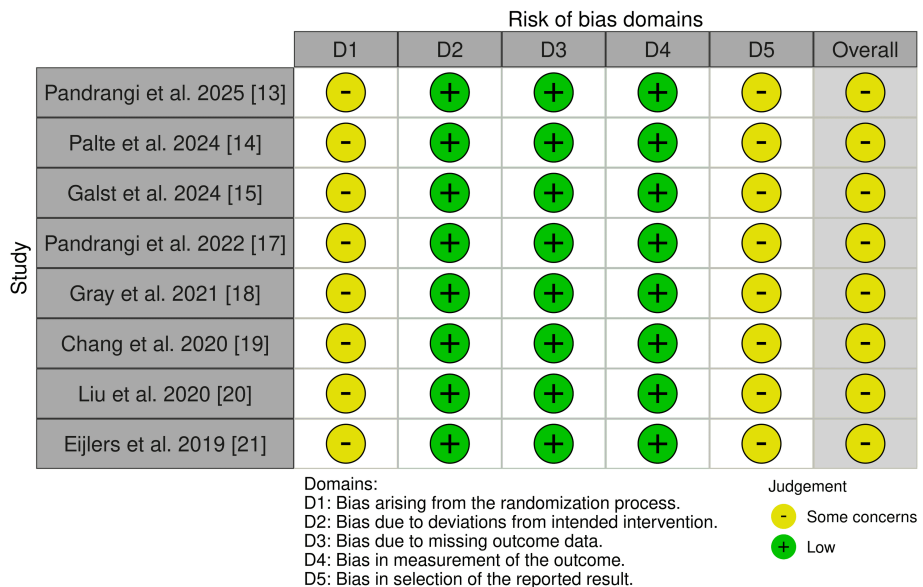 Risk of bias domains
D1 D2 D3 D4 D5 Overall
Study
Pandrangi et al. 2025 [13] - + + + - -
Palte et al. 2024 [14] - + + + - -
Galst et al. 2024 [15] - + + + - -
Pandrangi et al. 2022 [17] - + + + - -
Gray et al. 2021 [18] - + + + - -
Chang et al. 2020 [19] - + + + - -
Liu et al. 2020 [20] - + + + - -
Eijlers et al. 2019 [21] - + + + - -
Domains:
D1: Bias arising from the randomization process.
D2: Bias due to deviations from intended intervention.
D3: Bias due to missing outcome data.
D4: Bias in measurement of the outcome.
D5: Bias in selection of the reported result.
Judgement
- Some concerns
+ Low